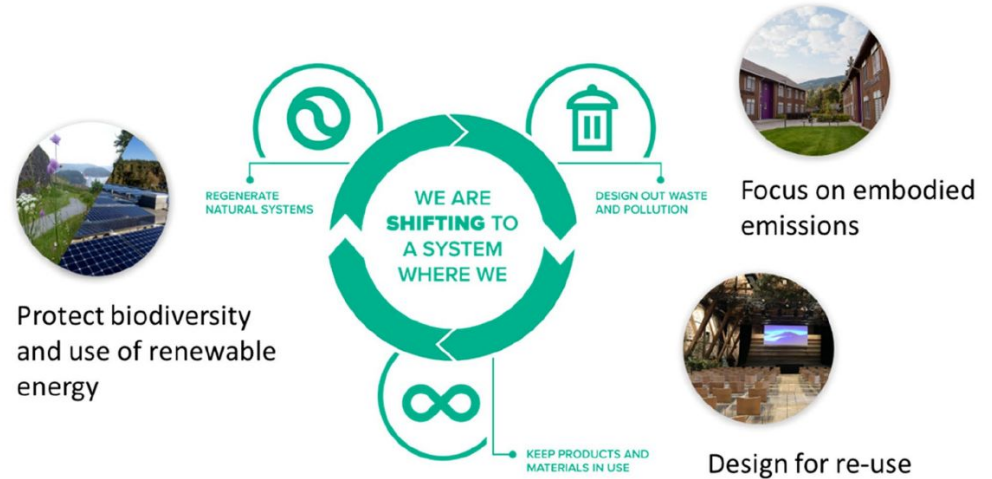 REGENERATE
NATURAL SYSTEMS
WE ARE
SHIFTING TO
A SYSTEM
WHERE WE
DESIGN OUT WASTE
AND POLLUTION
Focus on embodied
emissions
Protect biodiversity
and use of renewable
energy
KEEP PRODUCTS AND
MATERIALS IN USE
Design for re-use